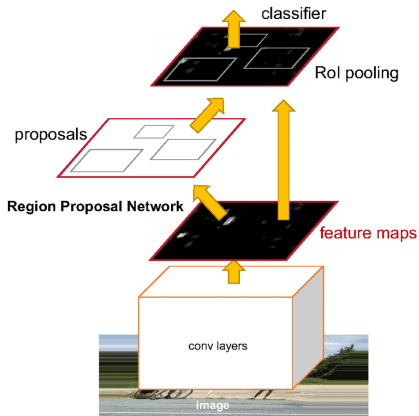 classifier
RoI pooling
proposals
Region Proposal Network
feature maps
conv layers
image